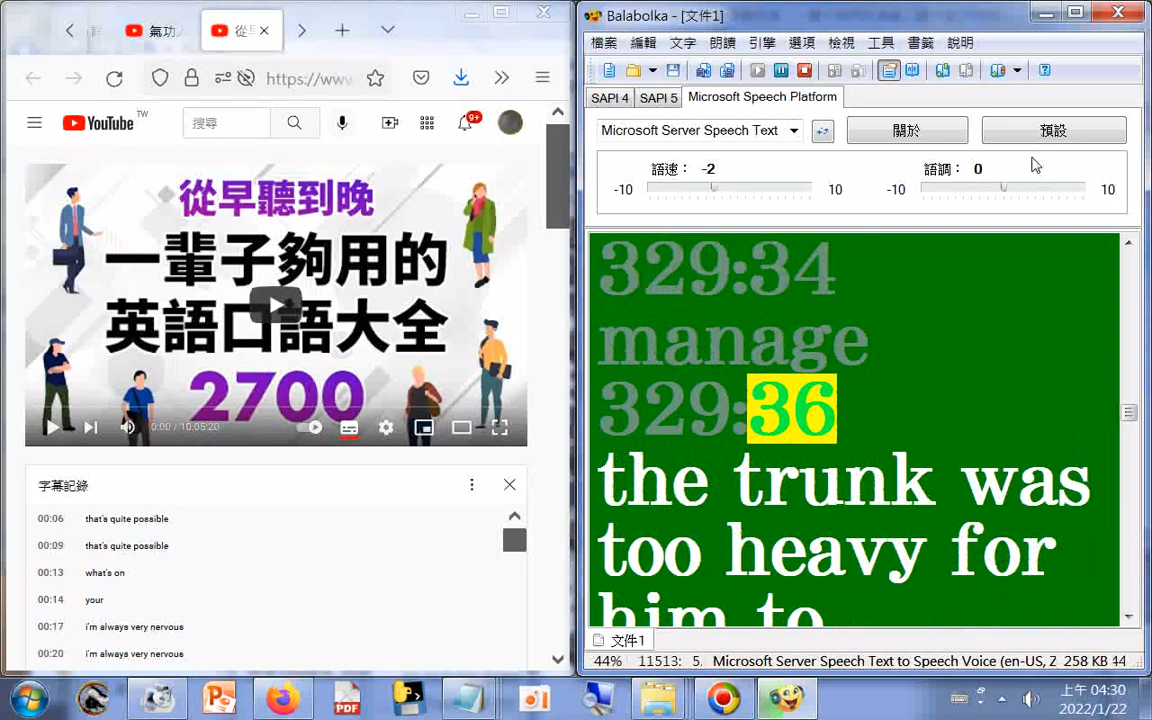 氣功
從
https://www
YouTube TW
搜尋
9+
從早聽到晚
一輩子夠用的
英語口語大全
2700
0:00 / 10:05:20
字幕記錄
00:06 that's quite possible
00:09 that's quite possible
00:13 what's on
00:14 your
00:17 i'm always very nervous
00:20 i'm always very nervous
Balabolka - [文件1]
檔案 編輯 文字 朗讀 引擎 選項 檢視 工具 書籤 說明
SAPI 4 SAPI 5 Microsoft Speech Platform
Microsoft Server Speech Text 關於 預設
語速： -2 語調： 0
-10 10 -10 10
329:34
manage
329:36
the trunk was
too heavy for
him to
文件1
44% 11513: 5. Microsoft Server Speech Text to Speech Voice (en-US, Z 258 KB 44
PDF
上午 04:30
2022/1/22